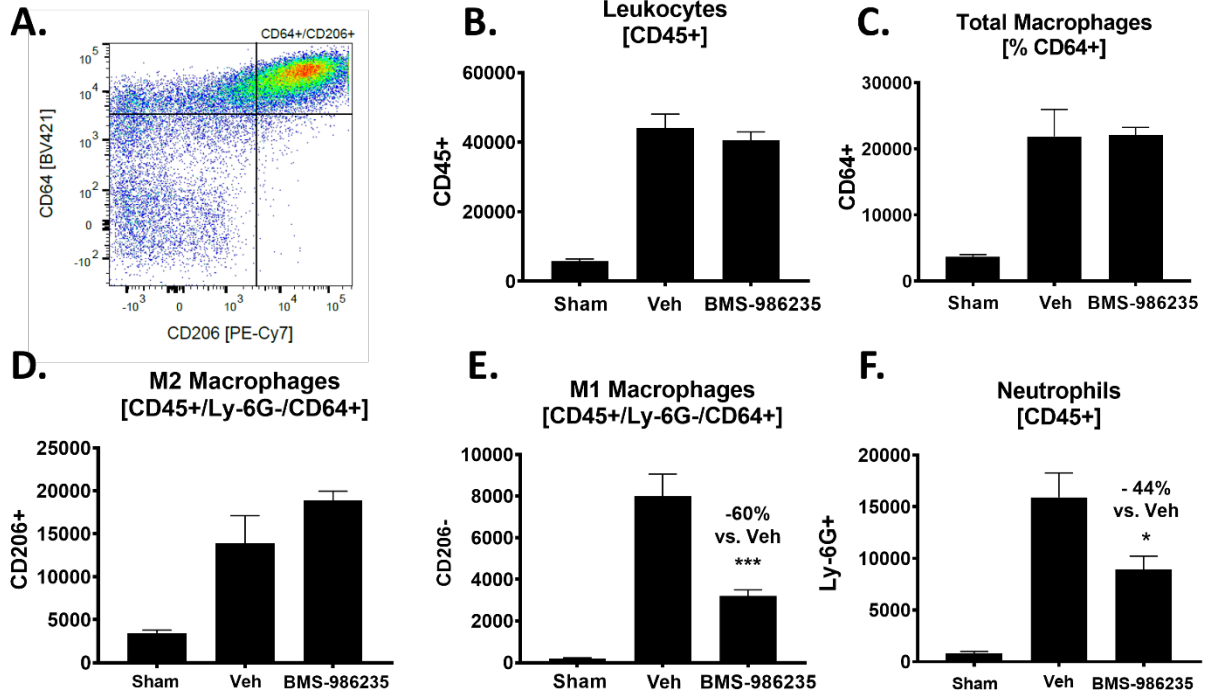 A.
CD64+/CD206+
10^5
10^4
10^3
10^2
0
-10^2
CD64 [BV421]
-10^3
0
10^3
10^4
10^5
CD206 [PE-Cy7]
B.
Leukocytes
[CD45+]
60000
40000
20000
0
CD45+
Sham
Veh
BMS-986235
C.
Total Macrophages
[% CD64+]
30000
20000
10000
0
CD64+
Sham
Veh
BMS-986235
D.
M2 Macrophages
[CD45+/Ly-6G-/CD64+]
25000
20000
15000
10000
5000
0
CD206+
Sham
Veh
BMS-986235
E.
M1 Macrophages
[CD45+/Ly-6G-/CD64+]
10000
8000
6000
4000
2000
0
CD206-
-60%
vs. Veh
***
Sham
Veh
BMS-986235
F.
Neutrophils
[CD45+]
20000
15000
10000
5000
0
Ly-6G+
- 44%
vs. Veh
*
Sham
Veh
BMS-986235